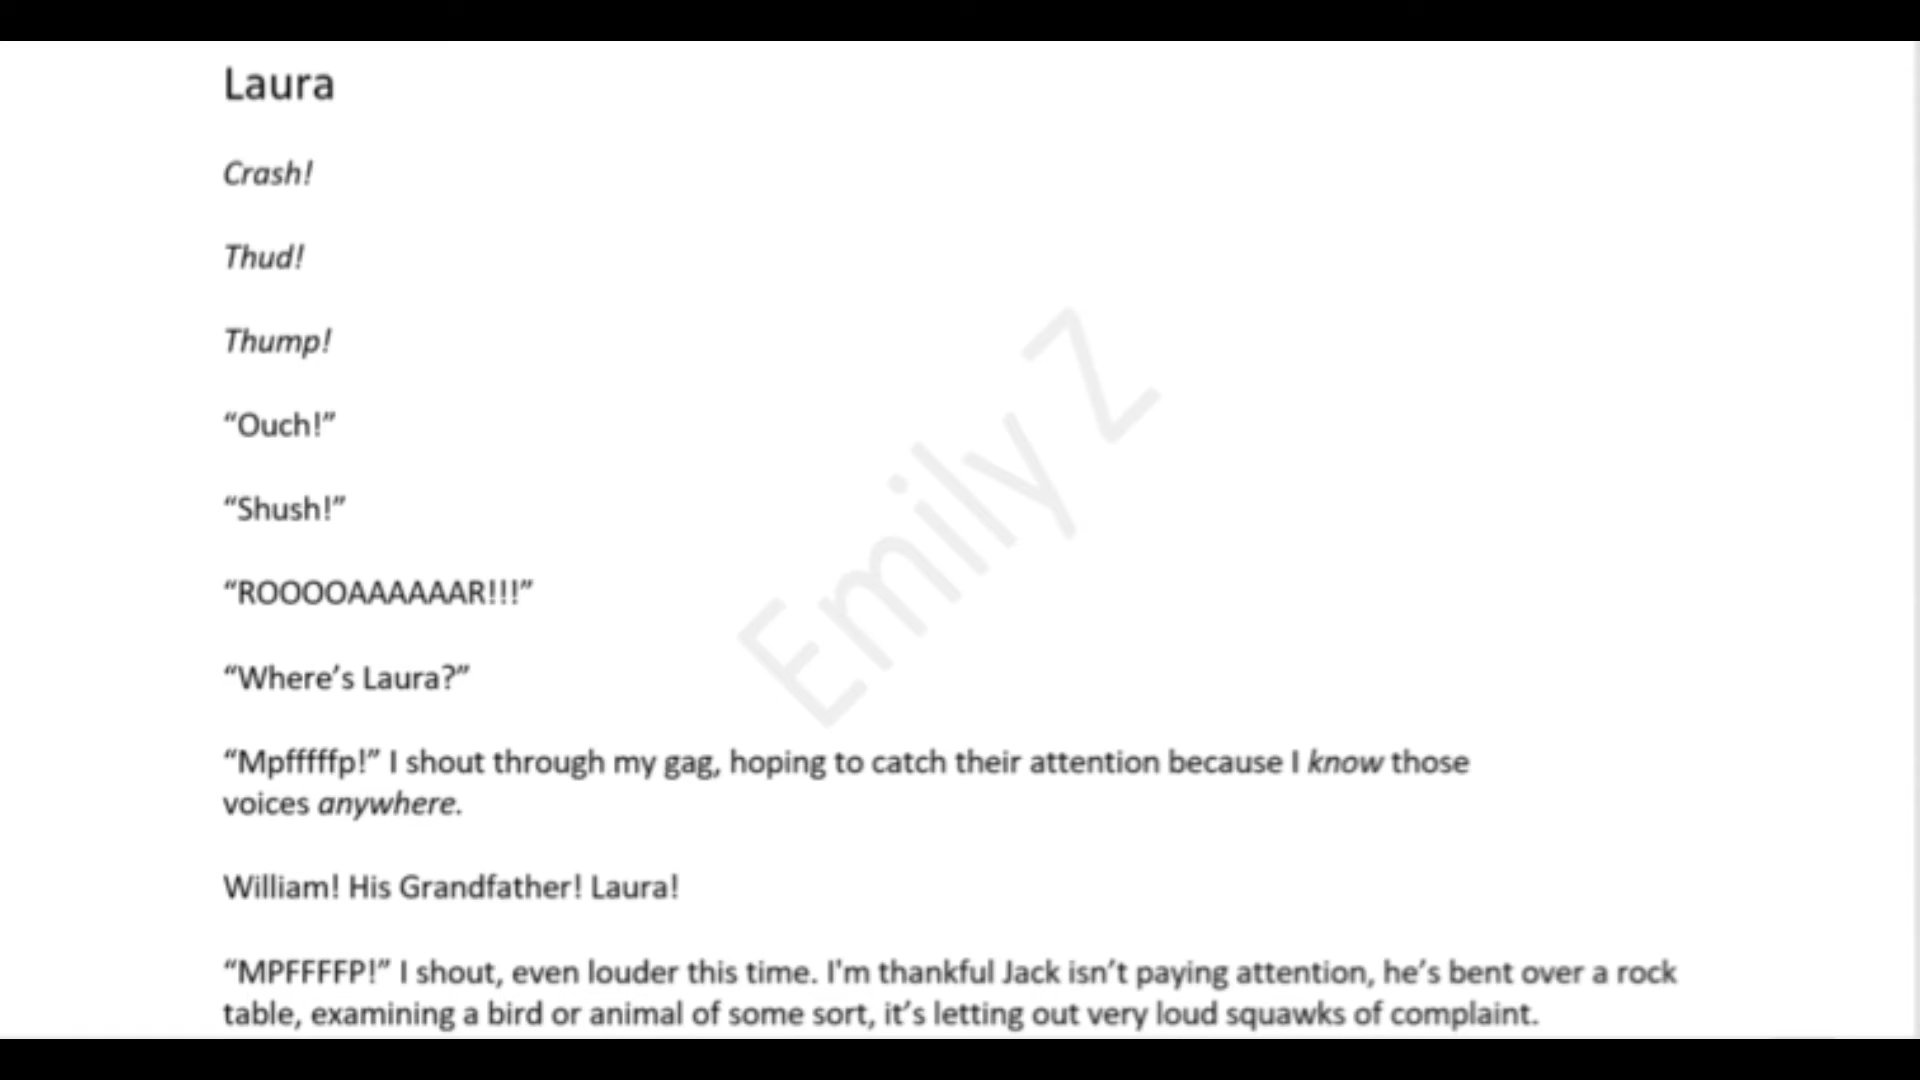 Laura
Crash!
Thud!
Thump!
“Ouch!”
“Shush!”
“ROOOOAAAAAAR!!!”
“Where’s Laura?”
“Mpfffffp!” I shout through my gag, hoping to catch their attention because I know those
voices anywhere.
William! His Grandfather! Laura!
“MPFFFFP!” I shout, even louder this time. I'm thankful Jack isn’t paying attention, he’s bent over a rock
table, examining a bird or animal of some sort, it’s letting out very loud squawks of complaint.
Emily Z